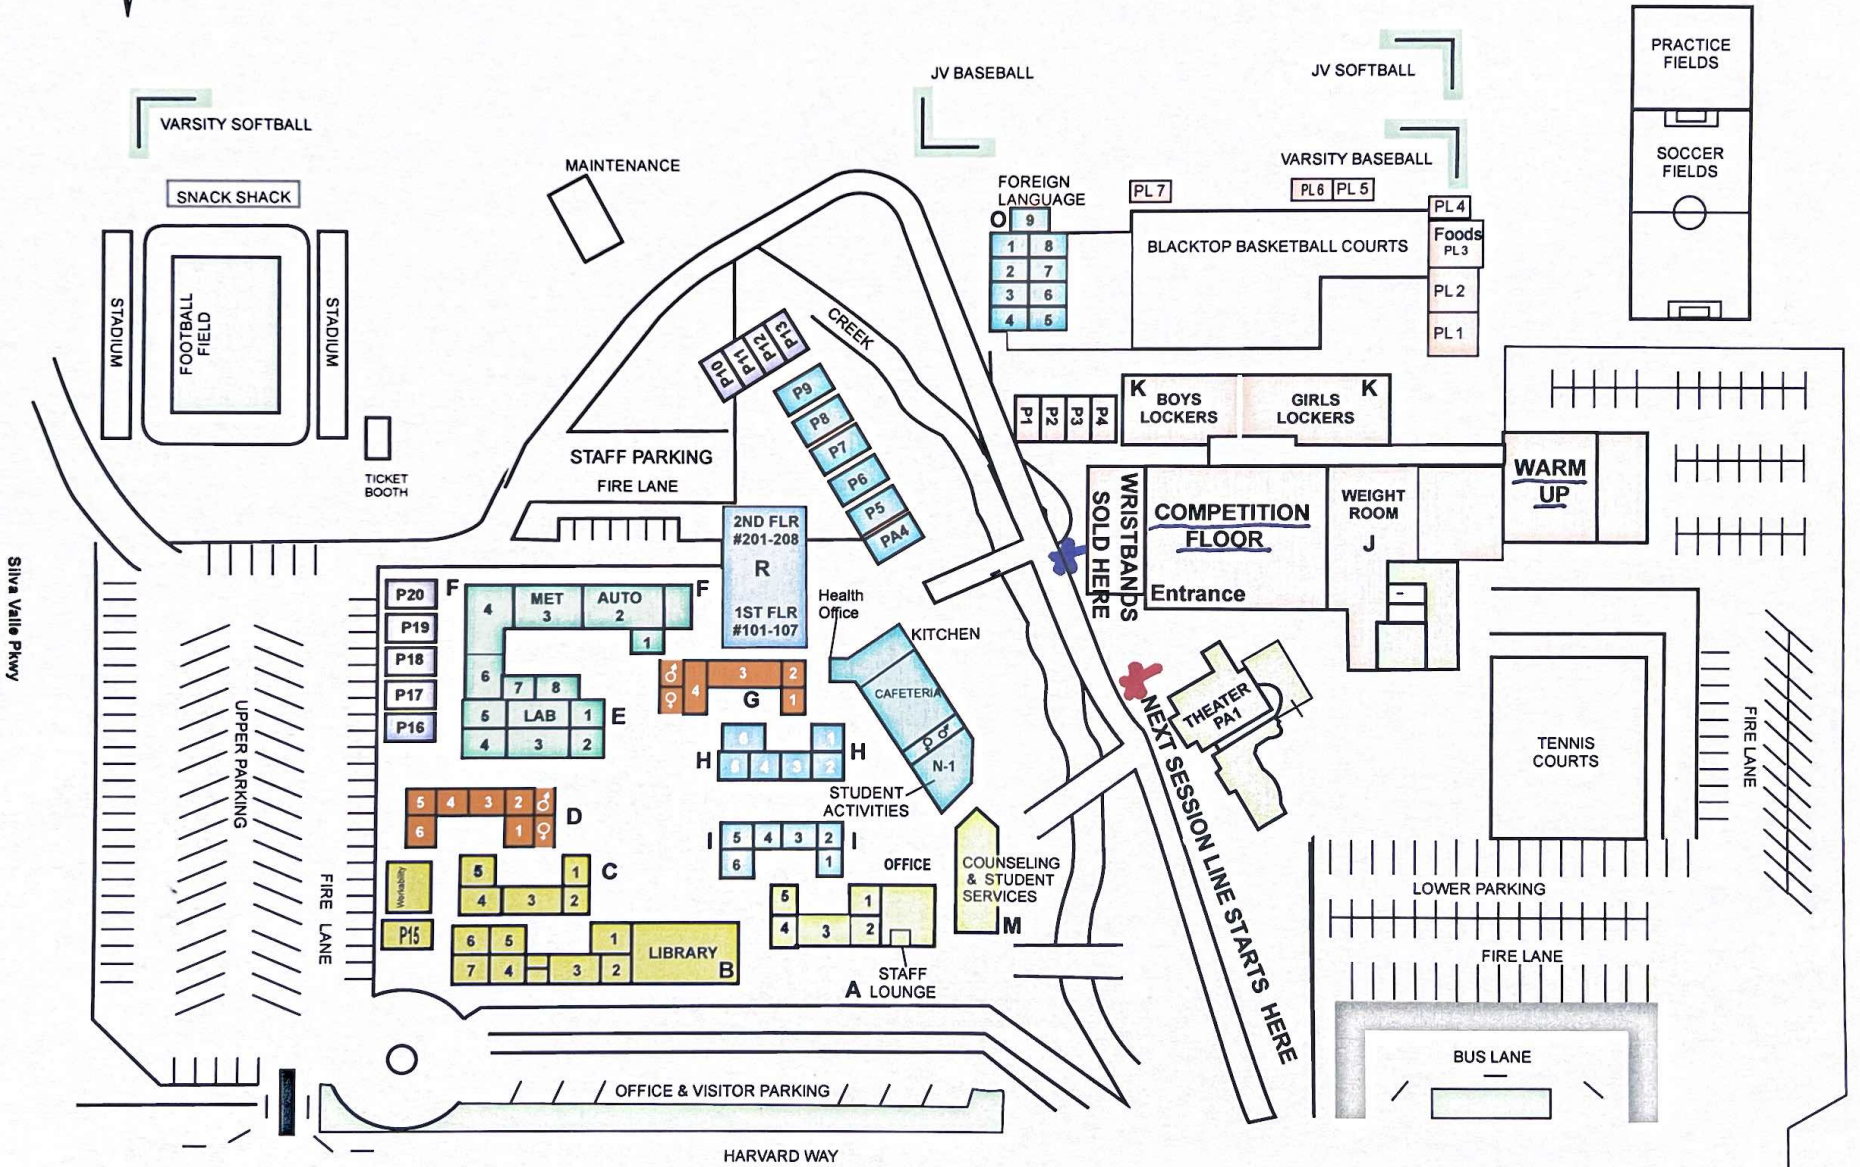 PRACTICE
FIELDS
JV BASEBALL
JV SOFTBALL
VARSITY SOFTBALL
VARSITY BASEBALL
SOCCER
FIELDS
MAINTENANCE
SNACK SHACK
FOREIGN
LANGUAGE
PL 7
PL 6
PL 5
PL 4
O
9
1
8
2
7
3
6
4
5
BLACKTOP BASKETBALL COURTS
Foods
PL 3
PL 2
PL 1
STADIUM
FOOTBALL
FIELD
STADIUM
CREEK
P10
P11
P12
P13
P9
P8
P7
P6
P5
PA4
K
BOYS
LOCKERS
GIRLS
LOCKERS
K
P1
P2
P3
P4
STAFF PARKING
FIRE LANE
TICKET
BOOTH
WRISTBANDS
SOLD HERE
COMPETITION
FLOOR
Entrance
WEIGHT
ROOM
J
WARM
UP
2ND FLR
#201-208
R
1ST FLR
#101-107
Silva Valle Pkwy
P20
P19
P18
P17
P16
F
4
MET
3
AUTO
2
F
1
6
7
8
5
LAB
1
E
4
3
2
Health
Office
KITCHEN
CAFETERIA
♀ ♂
N-1
STUDENT
ACTIVITIES
♂
♀
4
3
2
G
1
H
6
1
H
5
4
3
2
THEATER
PA1
NEXT SESSION LINE STARTS HERE
TENNIS
COURTS
FIRE LANE
UPPER PARKING
5
4
3
2
♂
D
6
1
♀
I
5
4
3
2
I
6
1
Workability
5
1
C
4
3
2
OFFICE
COUNSELING
& STUDENT
SERVICES
M
5
1
4
3
2
LOWER PARKING
FIRE LANE
FIRE LANE
P15
6
5
1
LIBRARY
7
4
3
2
B
STAFF
LOUNGE
A
BUS LANE
OFFICE & VISITOR PARKING
HARVARD WAY